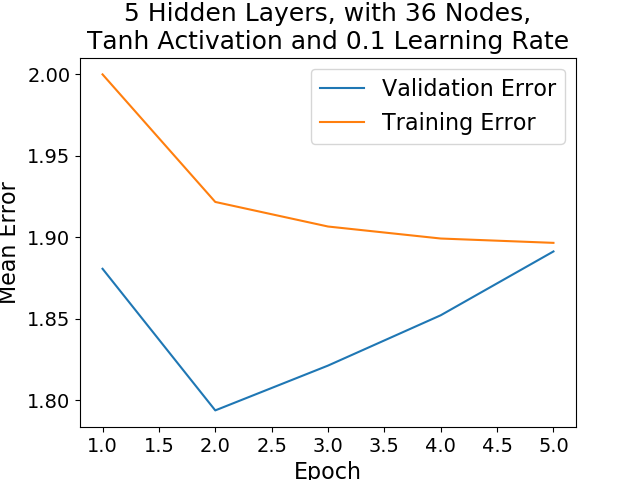 5 Hidden Layers, with 36 Nodes,
Tanh Activation and 0.1 Learning Rate
Validation Error
Training Error
Mean Error
2.00
1.95
1.90
1.85
1.80
1.0 1.5 2.0 2.5 3.0 3.5 4.0 4.5 5.0
Epoch